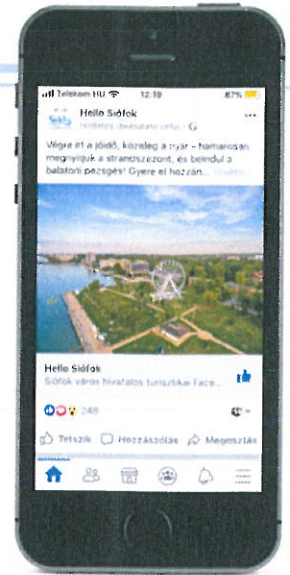 Telekom HU 12:19 87%
Hello Siófok
Végre itt a jóidő, közeleg a nyár – hamarosan
megnyitjuk a strandszezont, és beindul a
balatoni pezsgés! Gyere el hozzán...
Hello Siófok
Siófok város hivatalos turisztikai Face...
248
Tetszik Hozzászólás Megosztás